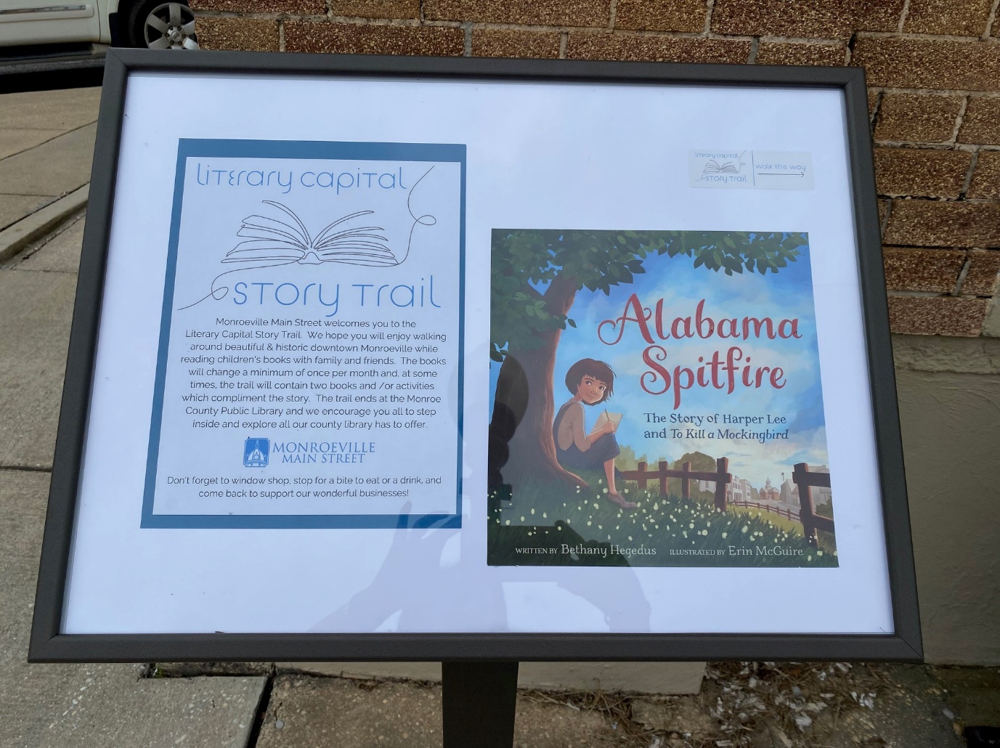 literary capital
story trail
Monroeville Main Street welcomes you to the
Literary Capital Story Trail. We hope you will enjoy walking
around beautiful & historic downtown Monroeville while
reading children's books with family and friends. The books
will change a minimum of once per month and, at some
times, the trail will contain two books and /or activities
which compliment the story. The trail ends at the Monroe
County Public Library and we encourage you all to step
inside and explore all our county library has to offer.
MONROEVILLE
MAIN STREET
Don't forget to window shop, stop for a bite to eat or a drink, and
come back to support our wonderful businesses!
literary capital
story trail
walk this way
Alabama
Spitfire
The Story of Harper Lee
and To Kill a Mockingbird
WRITTEN BY Bethany Hegedus ILLUSTRATED BY Erin McGuire